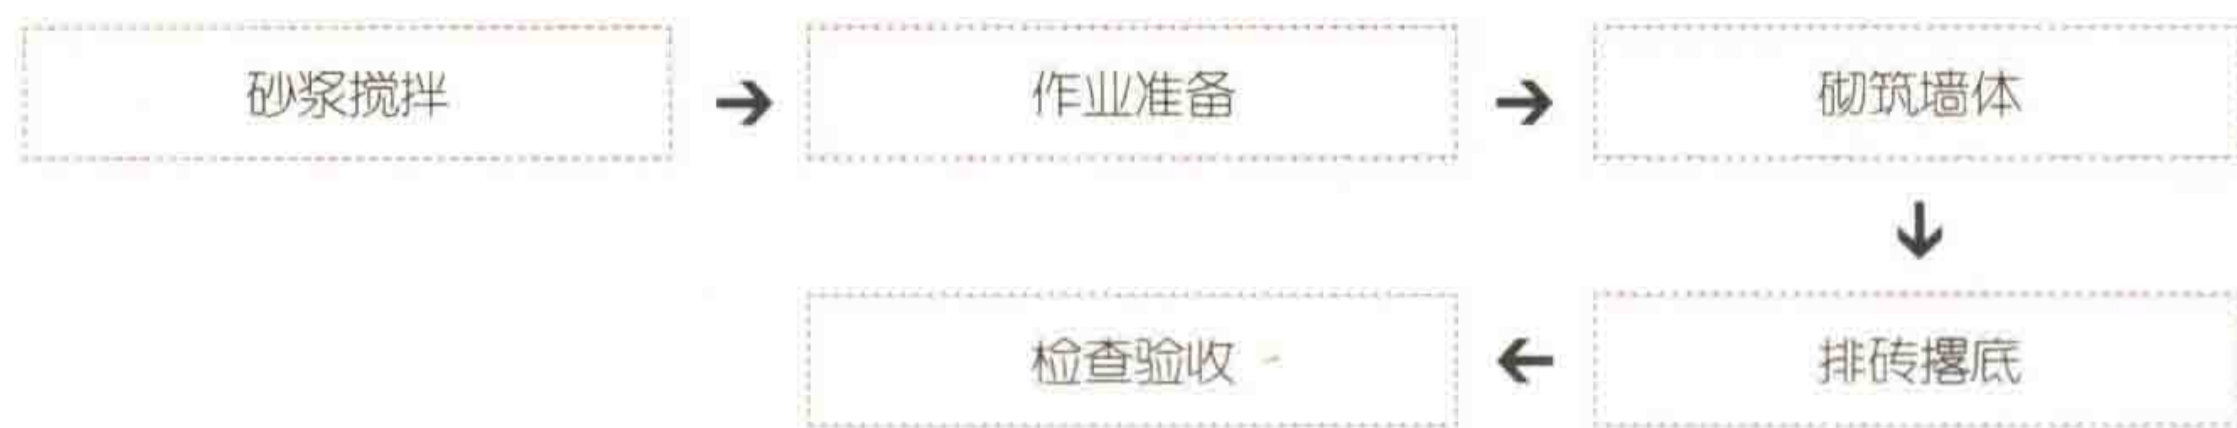 砂浆搅拌 → 作业准备 → 砌筑墙体
↓
检查验收 ← 排砖撂底